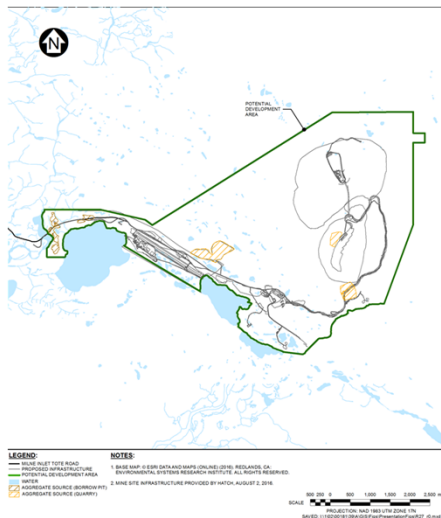 N
POTENTIAL
DEVELOPMENT
AREA
LEGEND:
MILNE INLET TOTE ROAD
PROPOSED INFRASTRUCTURE
POTENTIAL DEVELOPMENT AREA
WATER
AGGREGATE SOURCE (BORROW PIT)
AGGREGATE SOURCE (QUARRY)
NOTES:
1. BASE MAP: © ESRI DATA AND MAPS (ONLINE) (2016), REDLANDS, CA:
ENVIRONMENTAL SYSTEMS RESEARCH INSTITUTE. ALL RIGHTS RESERVED.
2. MINE SITE INFRASTRUCTURE PROVIDED BY HATCH, AUGUST 2, 2016.
500 250 0
1,000
1,500
2,000
2,500
SCALE
PROJECTION: NAD 1983 UTM ZONE 17N
SAVED: